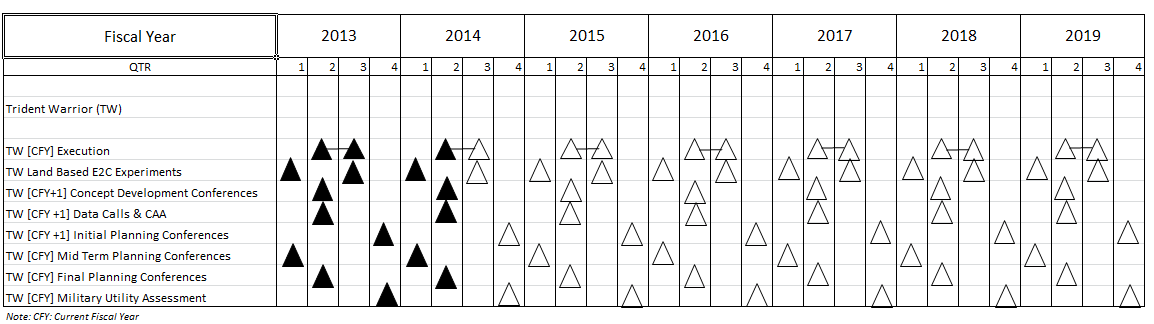 Fiscal Year 2013 2014 2015 2016 2017 2018 2019
QTR 1 2 3 4 1 2 3 4 1 2 3 4 1 2 3 4 1 2 3 4 1 2 3 4 1 2 3 4
Trident Warrior (TW)
TW [CFY] Execution
TW Land Based E2C Experiments
TW [CFY+1] Concept Development Conferences
TW [CFY +1] Data Calls & CAA
TW [CFY +1] Initial Planning Conferences
TW [CFY] Mid Term Planning Conferences
TW [CFY] Final Planning Conferences
TW [CFY] Military Utility Assessment
Note: CFY: Current Fiscal Year